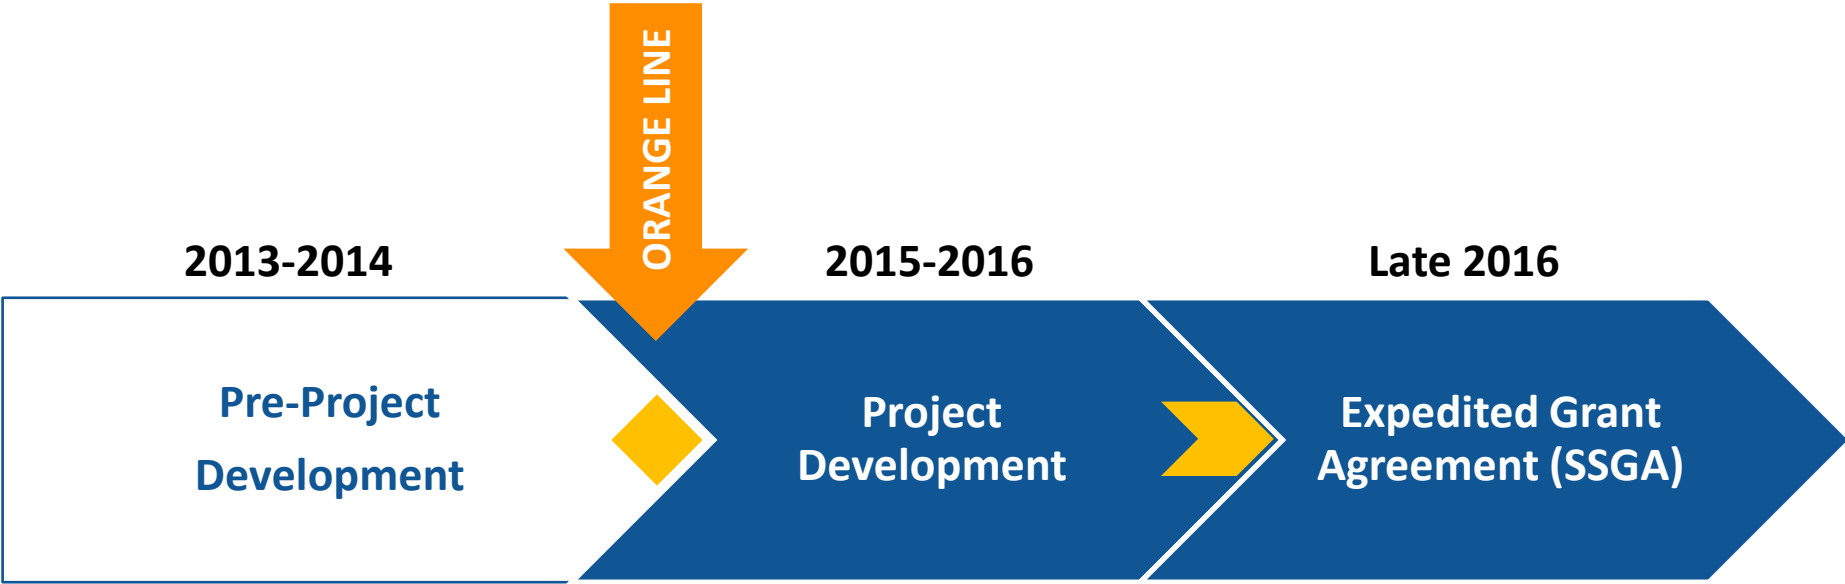 ORANGE LINE
2013-2014
2015-2016
Late 2016
Pre-Project
Development
Project
Development
Expedited Grant
Agreement (SSGA)